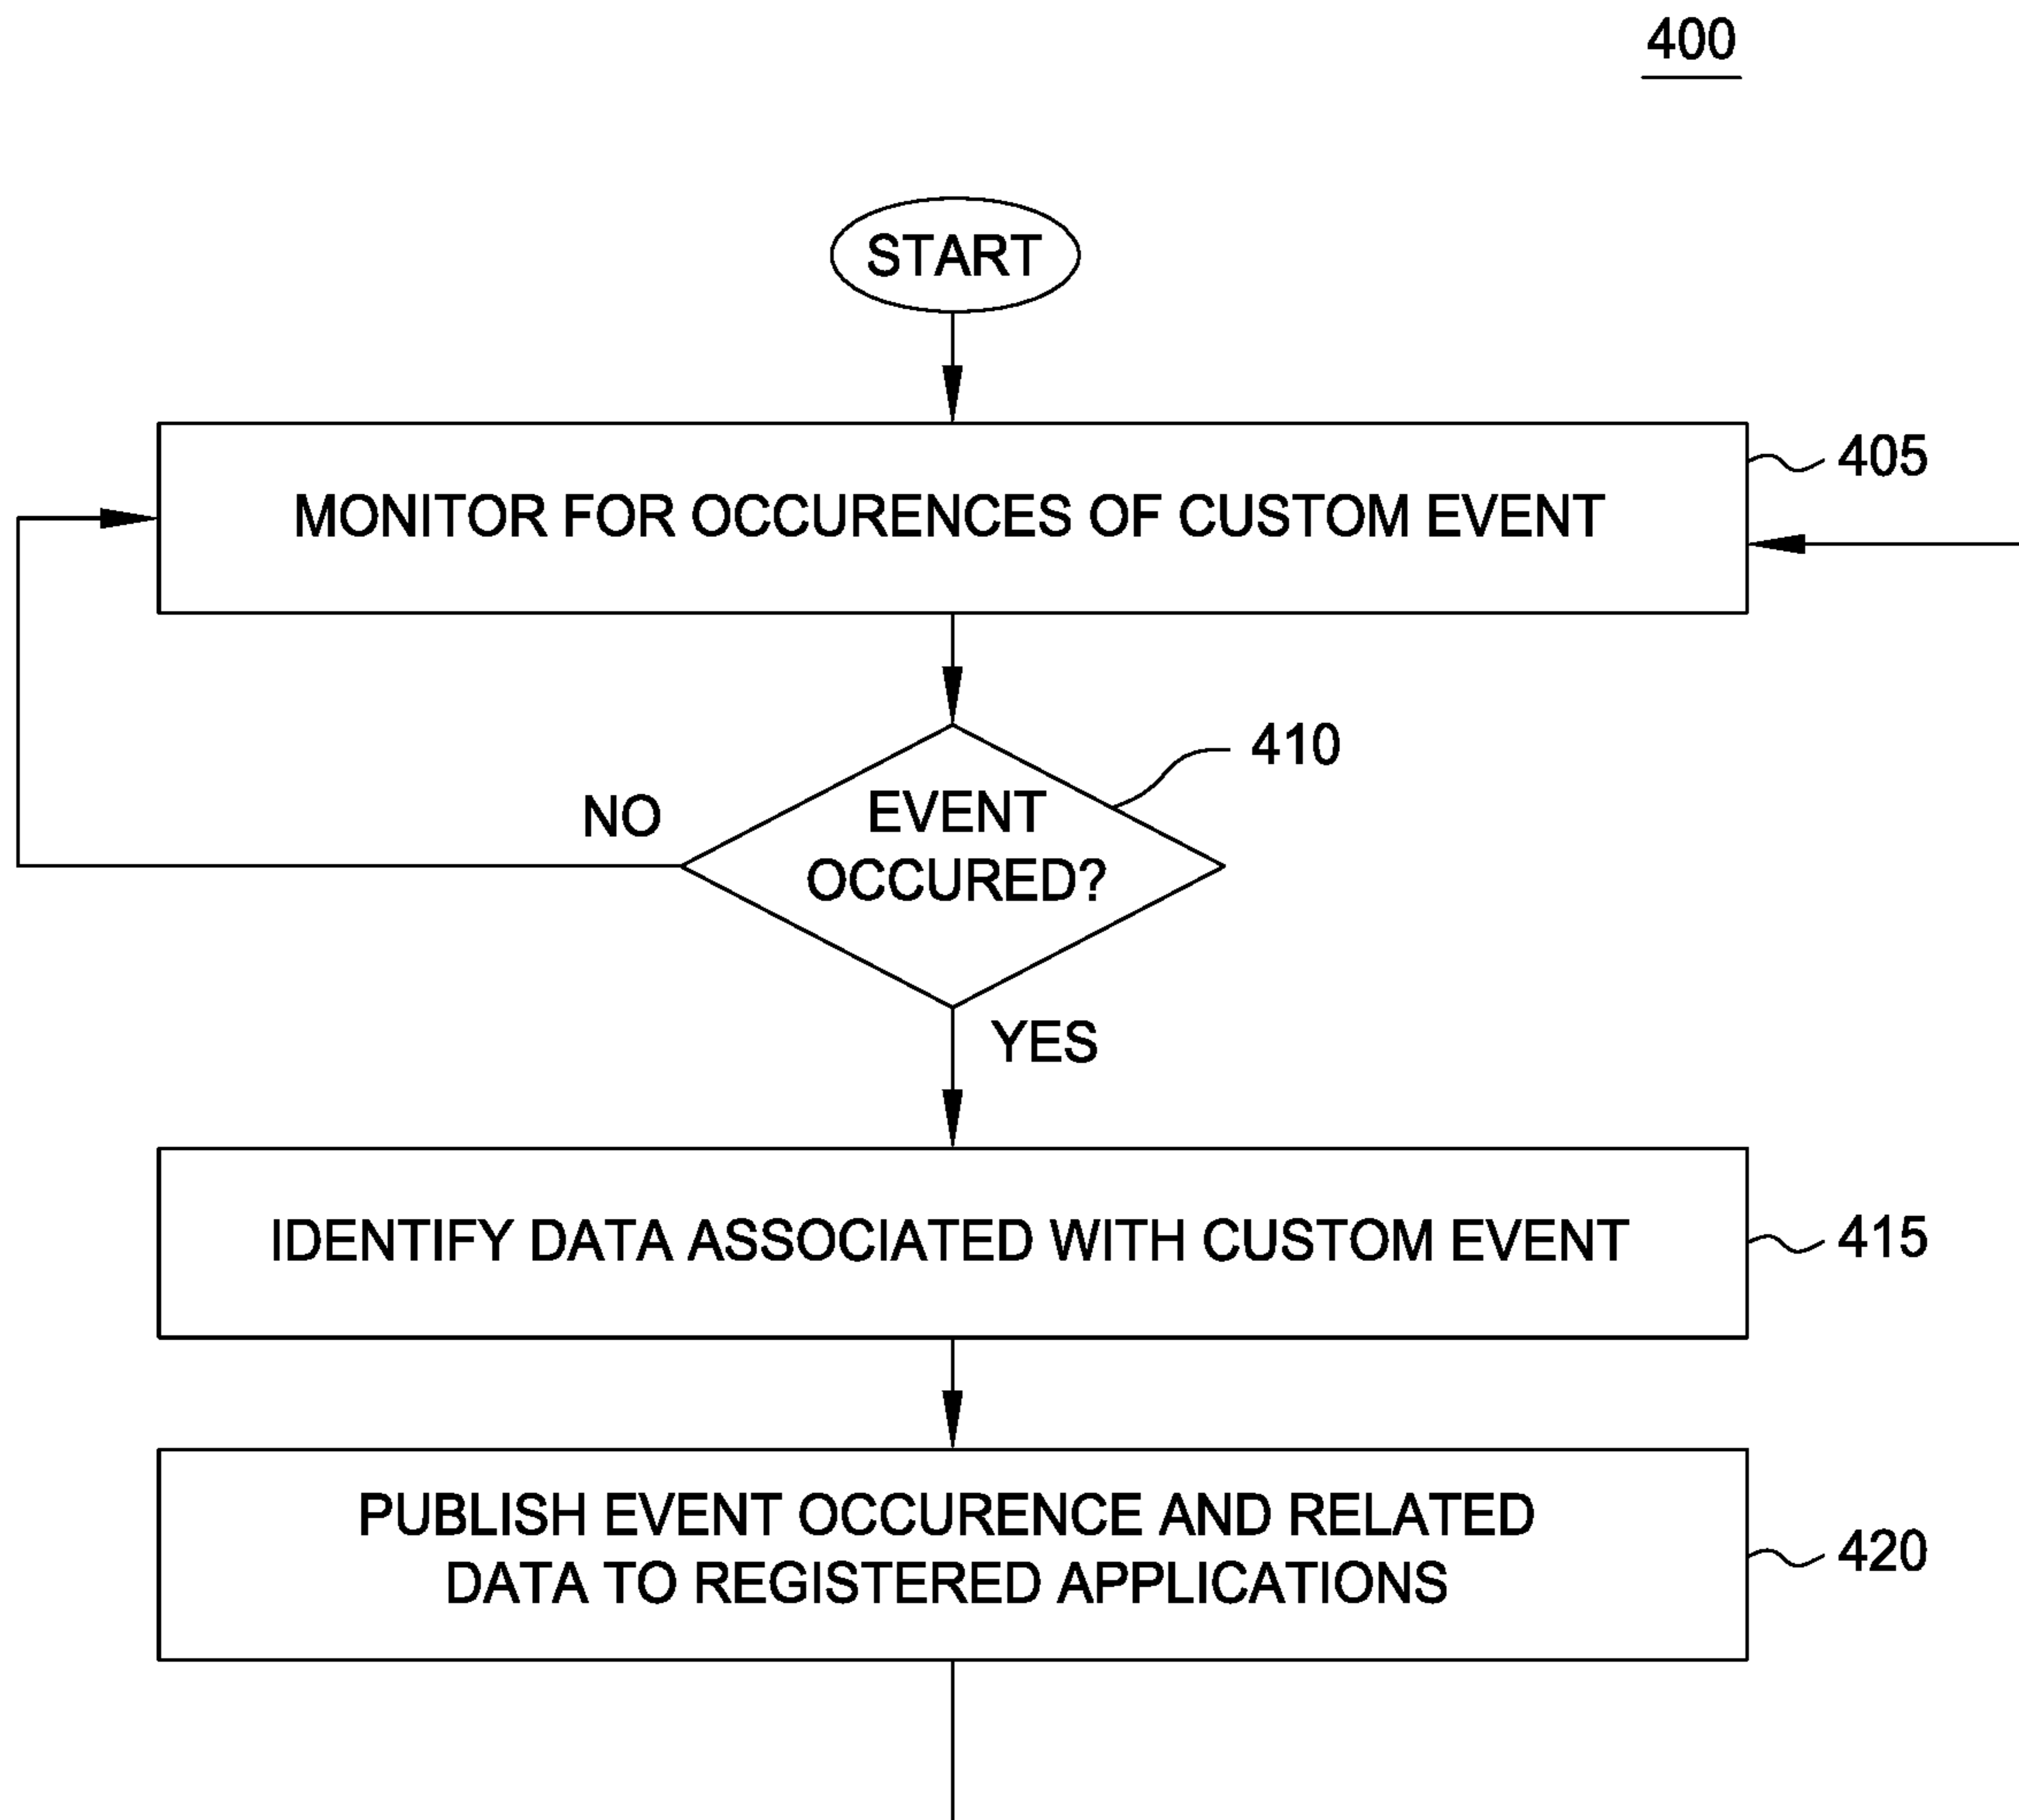 400
START
MONITOR FOR OCCURENCES OF CUSTOM EVENT
405
410
EVENT
OCCURED?
NO
YES
IDENTIFY DATA ASSOCIATED WITH CUSTOM EVENT
415
PUBLISH EVENT OCCURENCE AND RELATED
DATA TO REGISTERED APPLICATIONS
420